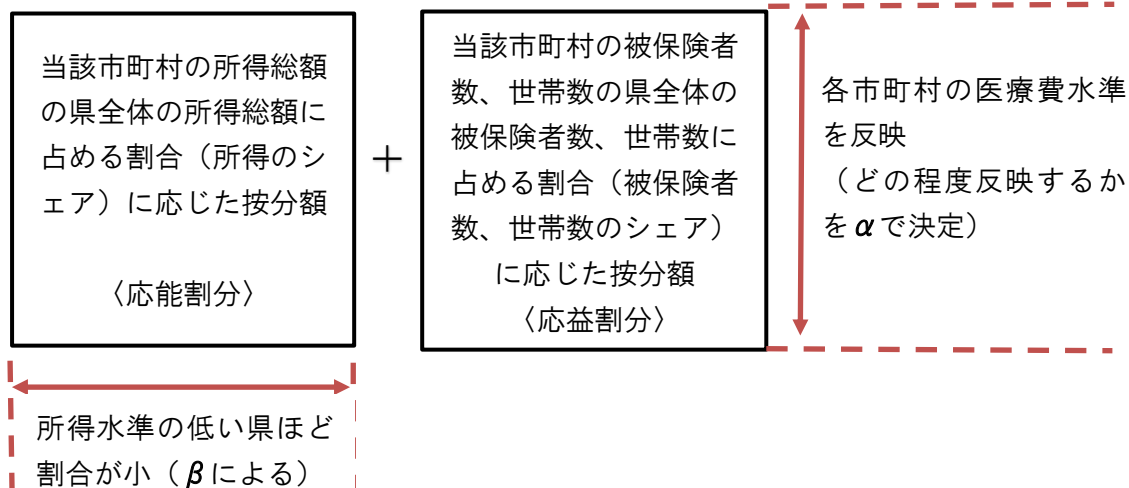 当該市町村の所得総額
の県全体の所得総額に
占める割合（所得のシ
ェア）に応じた按分額
〈応能割分〉
＋
当該市町村の被保険者
数、世帯数の県全体の
被保険者数、世帯数に
占める割合（被保険者
数、世帯数のシェア）
に応じた按分額
〈応益割分〉
各市町村の医療費水準
を反映
（どの程度反映するか
をαで決定）
所得水準の低い県ほど
割合が小（βによる）